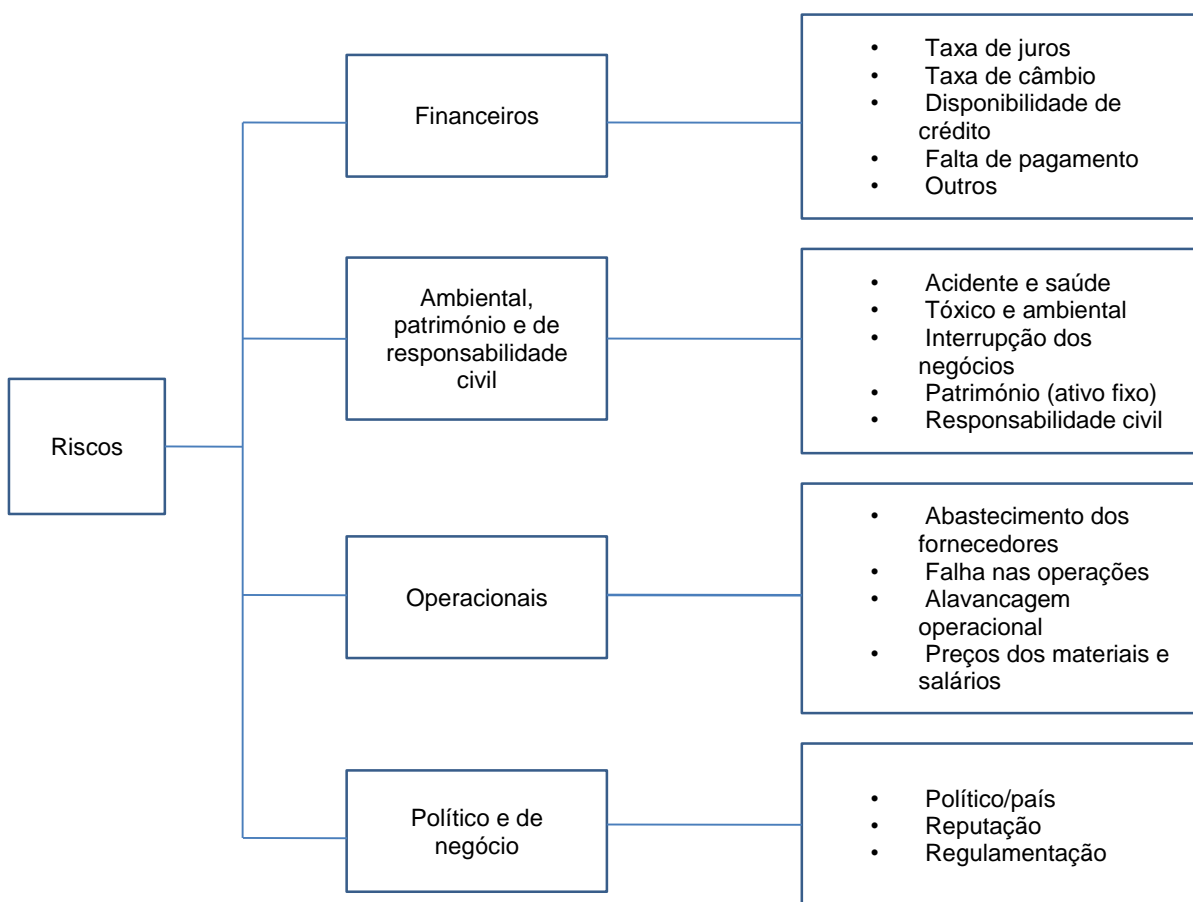 Riscos
Financeiros
• Taxa de juros
• Taxa de câmbio
• Disponibilidade de
crédito
• Falta de pagamento
• Outros
Ambiental,
património e de
responsabilidade
civil
• Acidente e saúde
• Tóxico e ambiental
• Interrupção dos
negócios
• Património (ativo fixo)
• Responsabilidade civil
Operacionais
• Abastecimento dos
fornecedores
• Falha nas operações
• Alavancagem
operacional
• Preços dos materiais e
salários
Político e de
negócio
• Político/país
• Reputação
• Regulamentação